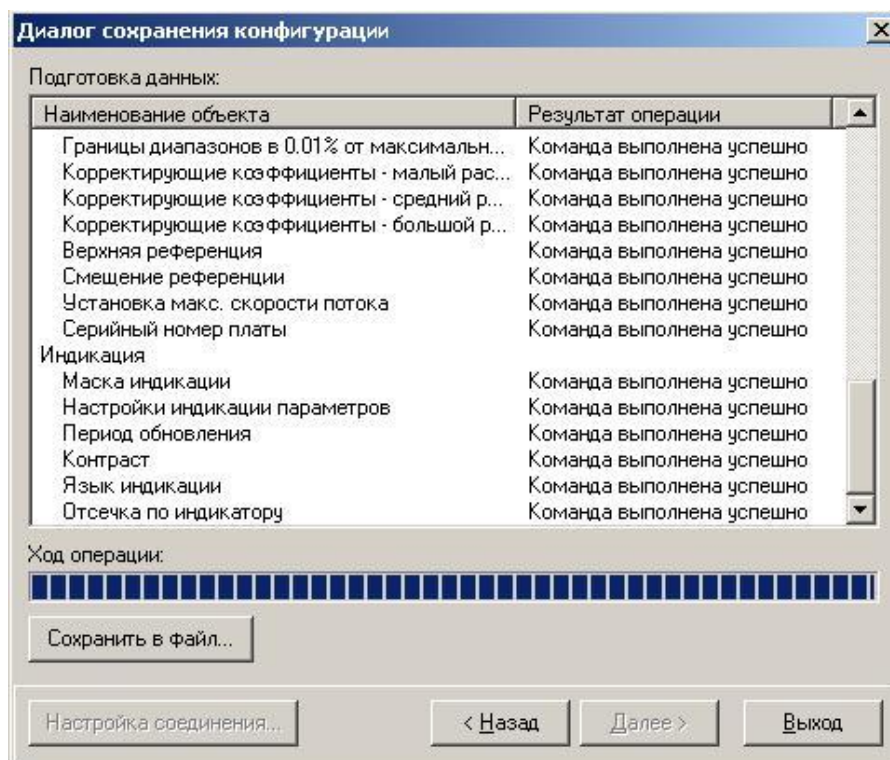 Диалог сохранения конфигурации
Подготовка данных:
Наименование объекта Результат операции
Границы диапазонов в 0.01% от максимальн... Команда выполнена успешно
Корректирующие коэффициенты - малый рас... Команда выполнена успешно
Корректирующие коэффициенты - средний р... Команда выполнена успешно
Корректирующие коэффициенты - большой р... Команда выполнена успешно
Верхняя референция Команда выполнена успешно
Смещение референции Команда выполнена успешно
Установка макс. скорости потока Команда выполнена успешно
Серийный номер платы Команда выполнена успешно
Индикация
Маска индикации Команда выполнена успешно
Настройки индикации параметров Команда выполнена успешно
Период обновления Команда выполнена успешно
Контраст Команда выполнена успешно
Язык индикации Команда выполнена успешно
Отсечка по индикатору Команда выполнена успешно
Ход операции:
Сохранить в файл...
Настройка соединения... < Назад Далее > Выход